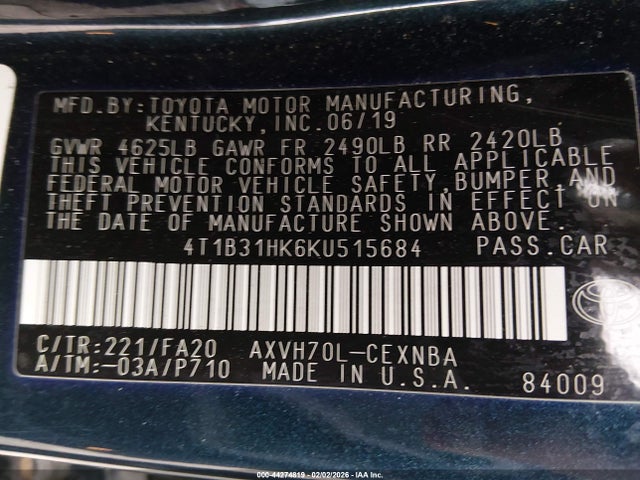 MFD.BY:TOYOTA MOTOR MANUFACTURING,
KENTUCKY,INC.06/19
GVWR 4625LB GAWR FR 2490LB RR 2420LB
THIS VEHICLE CONFORMS TO ALL APPLICABLE
FEDERAL MOTOR VEHICLE SAFETY,BUMPER,AND
THEFT PREVENTION STANDARDS IN EFFECT ON
THE DATE OF MANUFACTURE SHOWN ABOVE.
4T1B31HK6KU515684 PASS.CAR
C/TR:221/FA20 AXVH70L-CEXNBA
A/TM:-03A/P710 MADE IN U.S.A. 84009
000-44274819 - 02/02/2026 - IAA Inc.